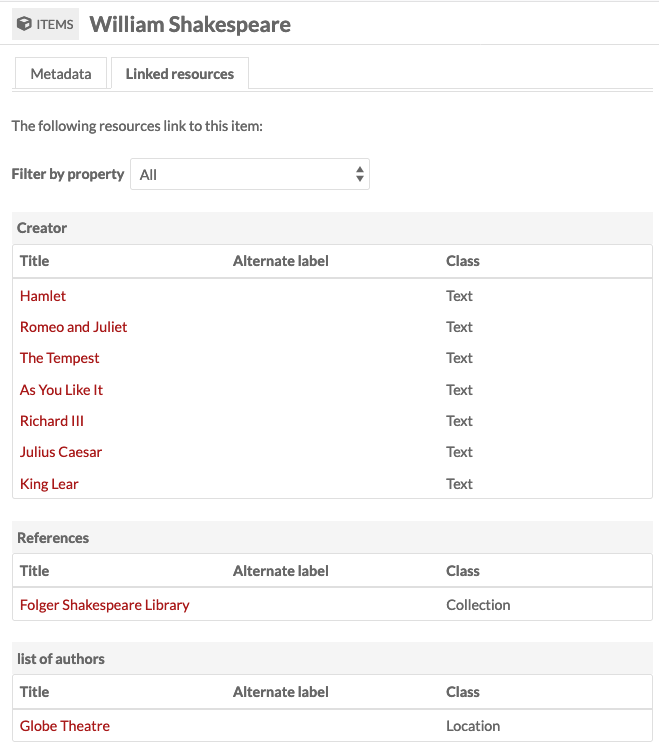 ITEMS William Shakespeare
Metadata Linked resources
The following resources link to this item:
Filter by property All
Creator
Title Alternate label Class
Hamlet Text
Romeo and Juliet Text
The Tempest Text
As You Like It Text
Richard III Text
Julius Caesar Text
King Lear Text
References
Title Alternate label Class
Folger Shakespeare Library Collection
list of authors
Title Alternate label Class
Globe Theatre Location